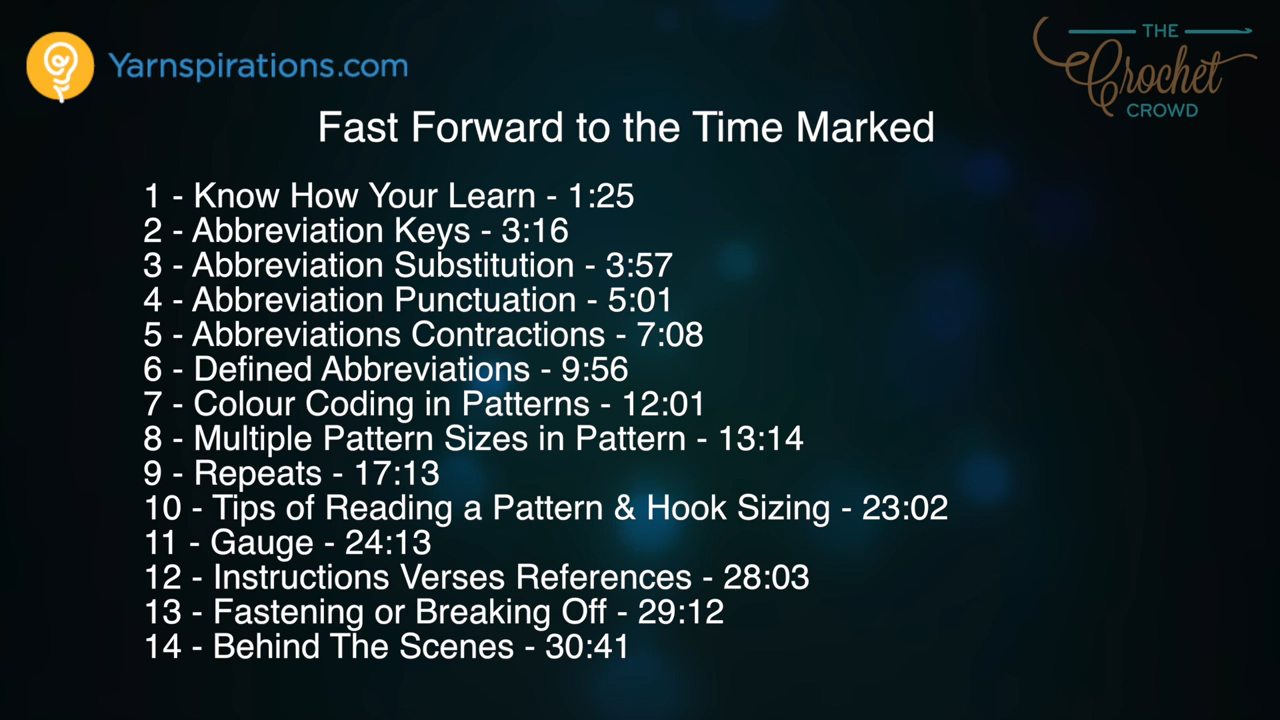 Yarnspirations.com
THE
Crochet
CROWD
Fast Forward to the Time Marked
1 - Know How Your Learn - 1:25
2 - Abbreviation Keys - 3:16
3 - Abbreviation Substitution - 3:57
4 - Abbreviation Punctuation - 5:01
5 - Abbreviations Contractions - 7:08
6 - Defined Abbreviations - 9:56
7 - Colour Coding in Patterns - 12:01
8 - Multiple Pattern Sizes in Pattern - 13:14
9 - Repeats - 17:13
10 - Tips of Reading a Pattern & Hook Sizing - 23:02
11 - Gauge - 24:13
12 - Instructions Verses References - 28:03
13 - Fastening or Breaking Off - 29:12
14 - Behind The Scenes - 30:41